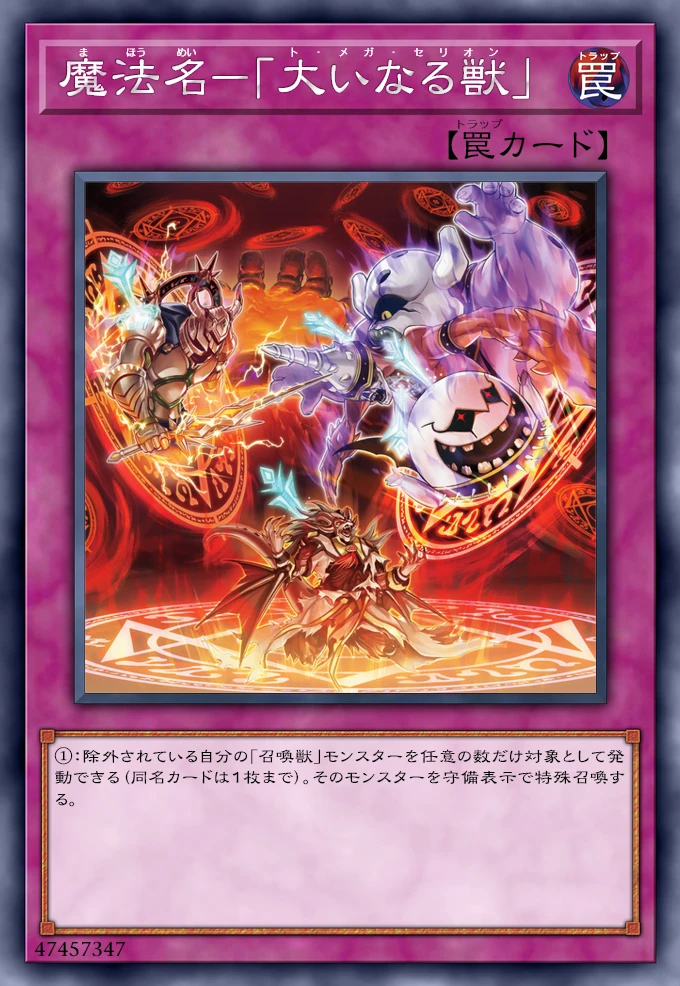 ま ほう めい ト・メガ・セリオン
魔法名－「大いなる獣」
トラップ
罠
トラップ
【罠カード】
①：除外されている自分の「召喚獣」モンスターを任意の数だけ対象として発
動できる（同名カードは１枚まで）。そのモンスターを守備表示で特殊召喚す
る。
47457347